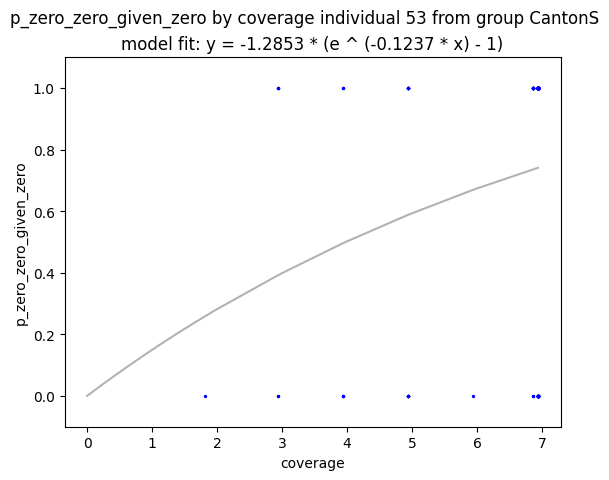 p_zero_zero_given_zero by coverage individual 53 from group CantonS
model fit: y = -1.2853 * (e ^ (-0.1237 * x) - 1)
p_zero_zero_given_zero
1.0
0.8
0.6
0.4
0.2
0.0
0 1 2 3 4 5 6 7
coverage